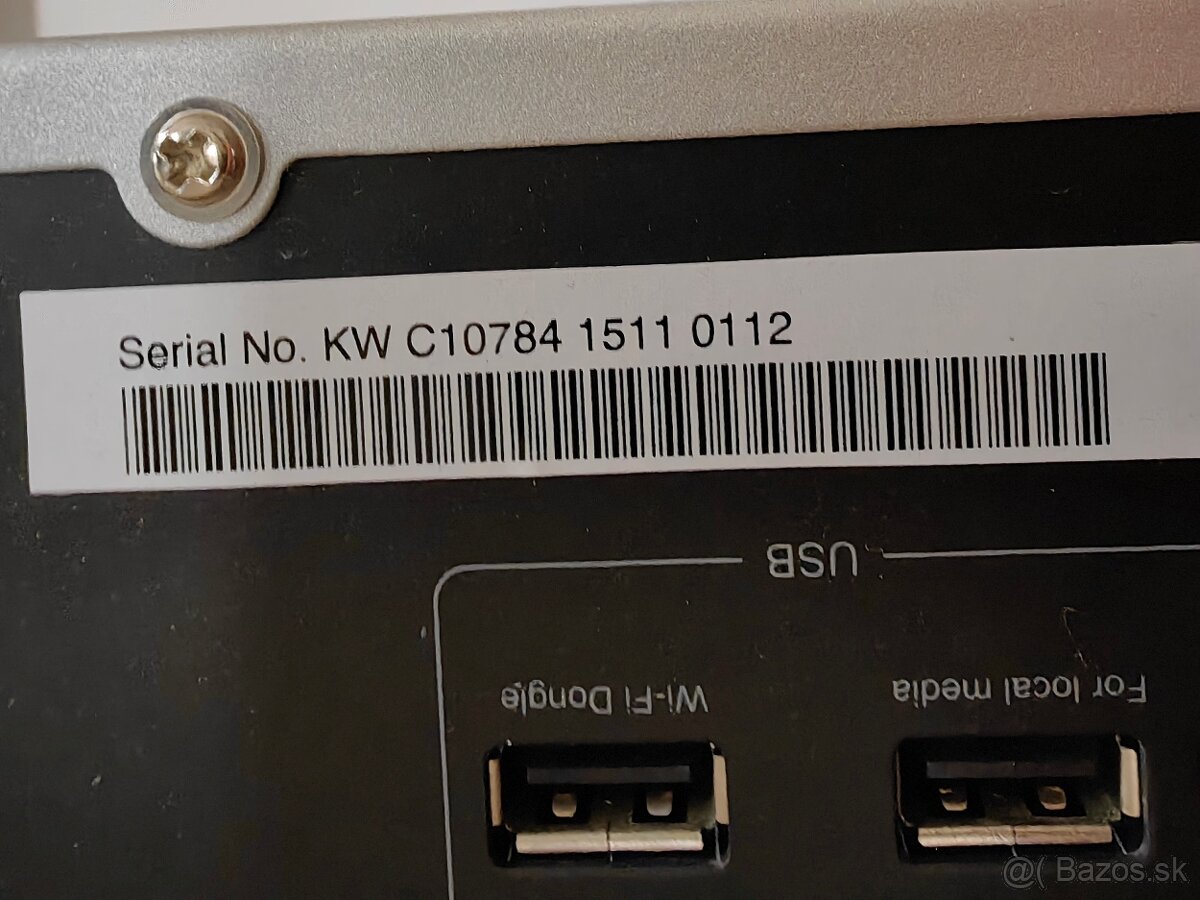 Serial No. KW C10784 1511 0112
USB
Wi-Fi Dongle
For local media
@( Bazos.sk